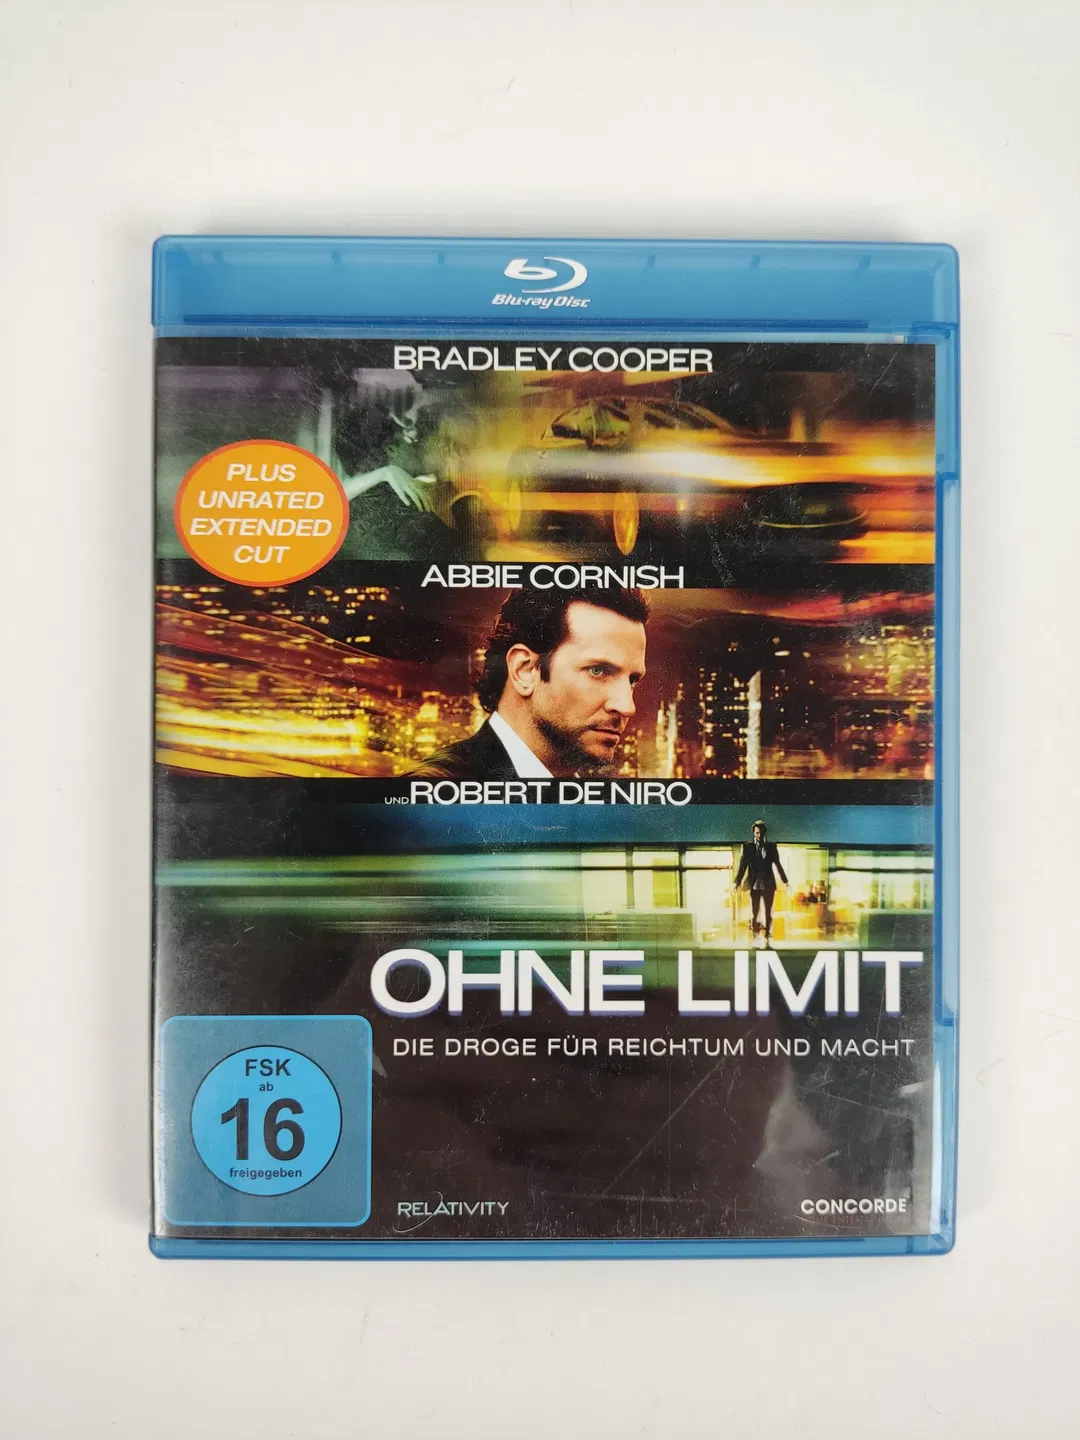 Blu-ray Disc
BRADLEY COOPER
PLUS
UNRATED
EXTENDED
CUT
ABBIE CORNISH
UND ROBERT DE NIRO
OHNE LIMIT
DIE DROGE FÜR REICHTUM UND MACHT
FSK
ab
16
freigegeben
RELATIVITY
CONCORDE